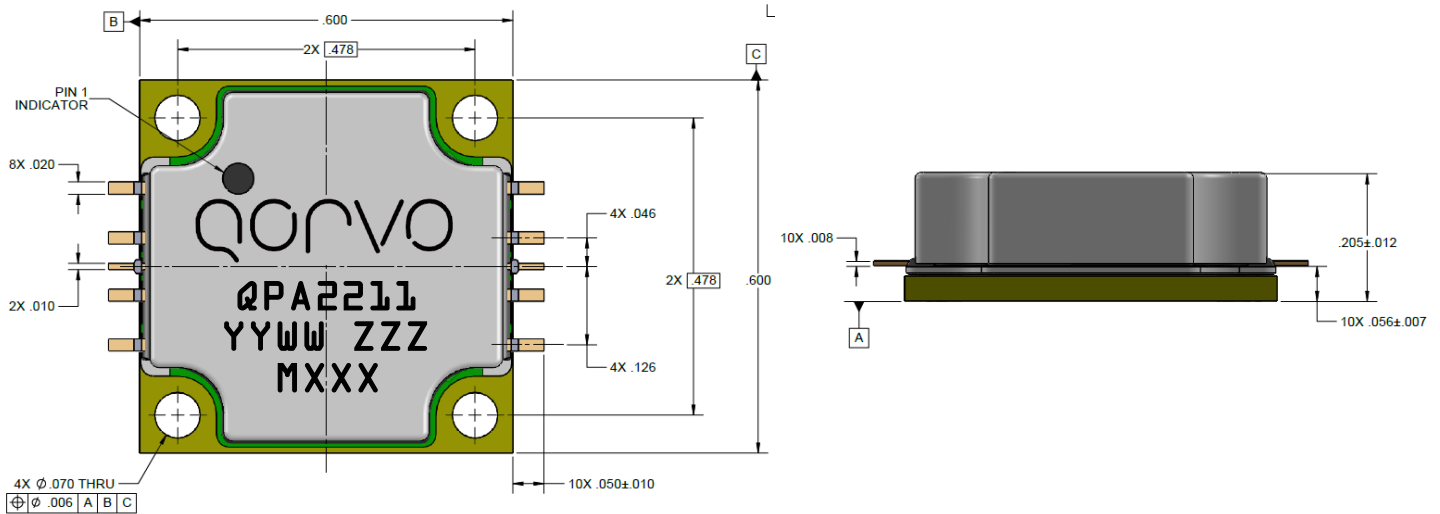 B
.600
2X .478
C
PIN 1
INDICATOR
8X .020
4X .046
10X .008
.205±.012
qorvo
2X .478
.600
2X .010
QPA2211
YYWW ZZZ
MXXX
A
10X .056±.007
4X .126
4X Ø.070 THRU
⌖ Ø .006 A B C
10X .050±.010